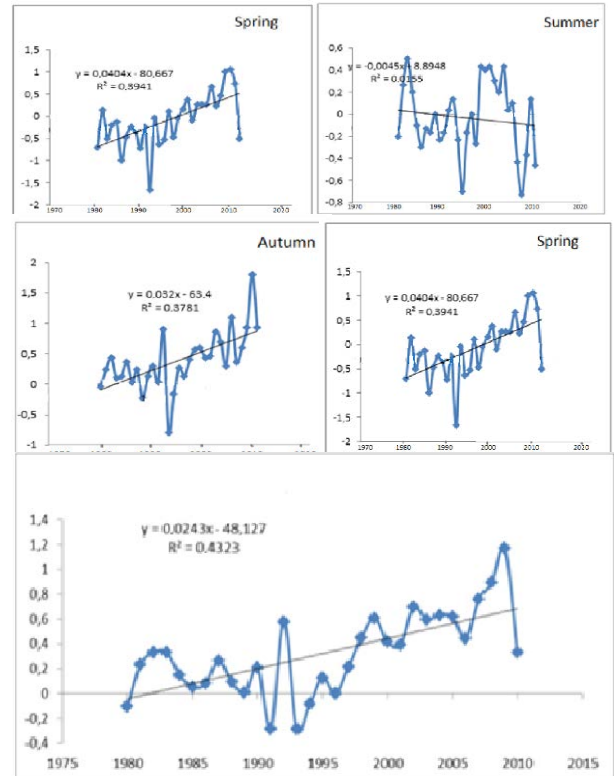 Spring
y = 0,0404x - 80,667
R² = 0,3941
1,5
1
0,5
0
-0,5
-1
-1,5
-2
1970 1980 1990 2000 2010 2020
Summer
y = -0,0045x + 8,8948
R² = 0,0155
0,6
0,4
0,2
0
-0,2
-0,4
-0,6
-0,8
1970 1980 1990 2000 2010 2020
Autumn
y = 0,032x - 63,4
R² = 0,3781
2
1,5
1
0,5
0
-0,5
-1
Spring
y = 0,0404x - 80,667
R² = 0,3941
1,5
1
0,5
0
-0,5
-1
-1,5
-2
1970 1980 1990 2000 2010 2020
y = 0,0243x - 48,127
R² = 0,4323
1,4
1,2
1
0,8
0,6
0,4
0,2
0
-0,2
-0,4
1975 1980 1985 1990 1995 2000 2005 2010 2015